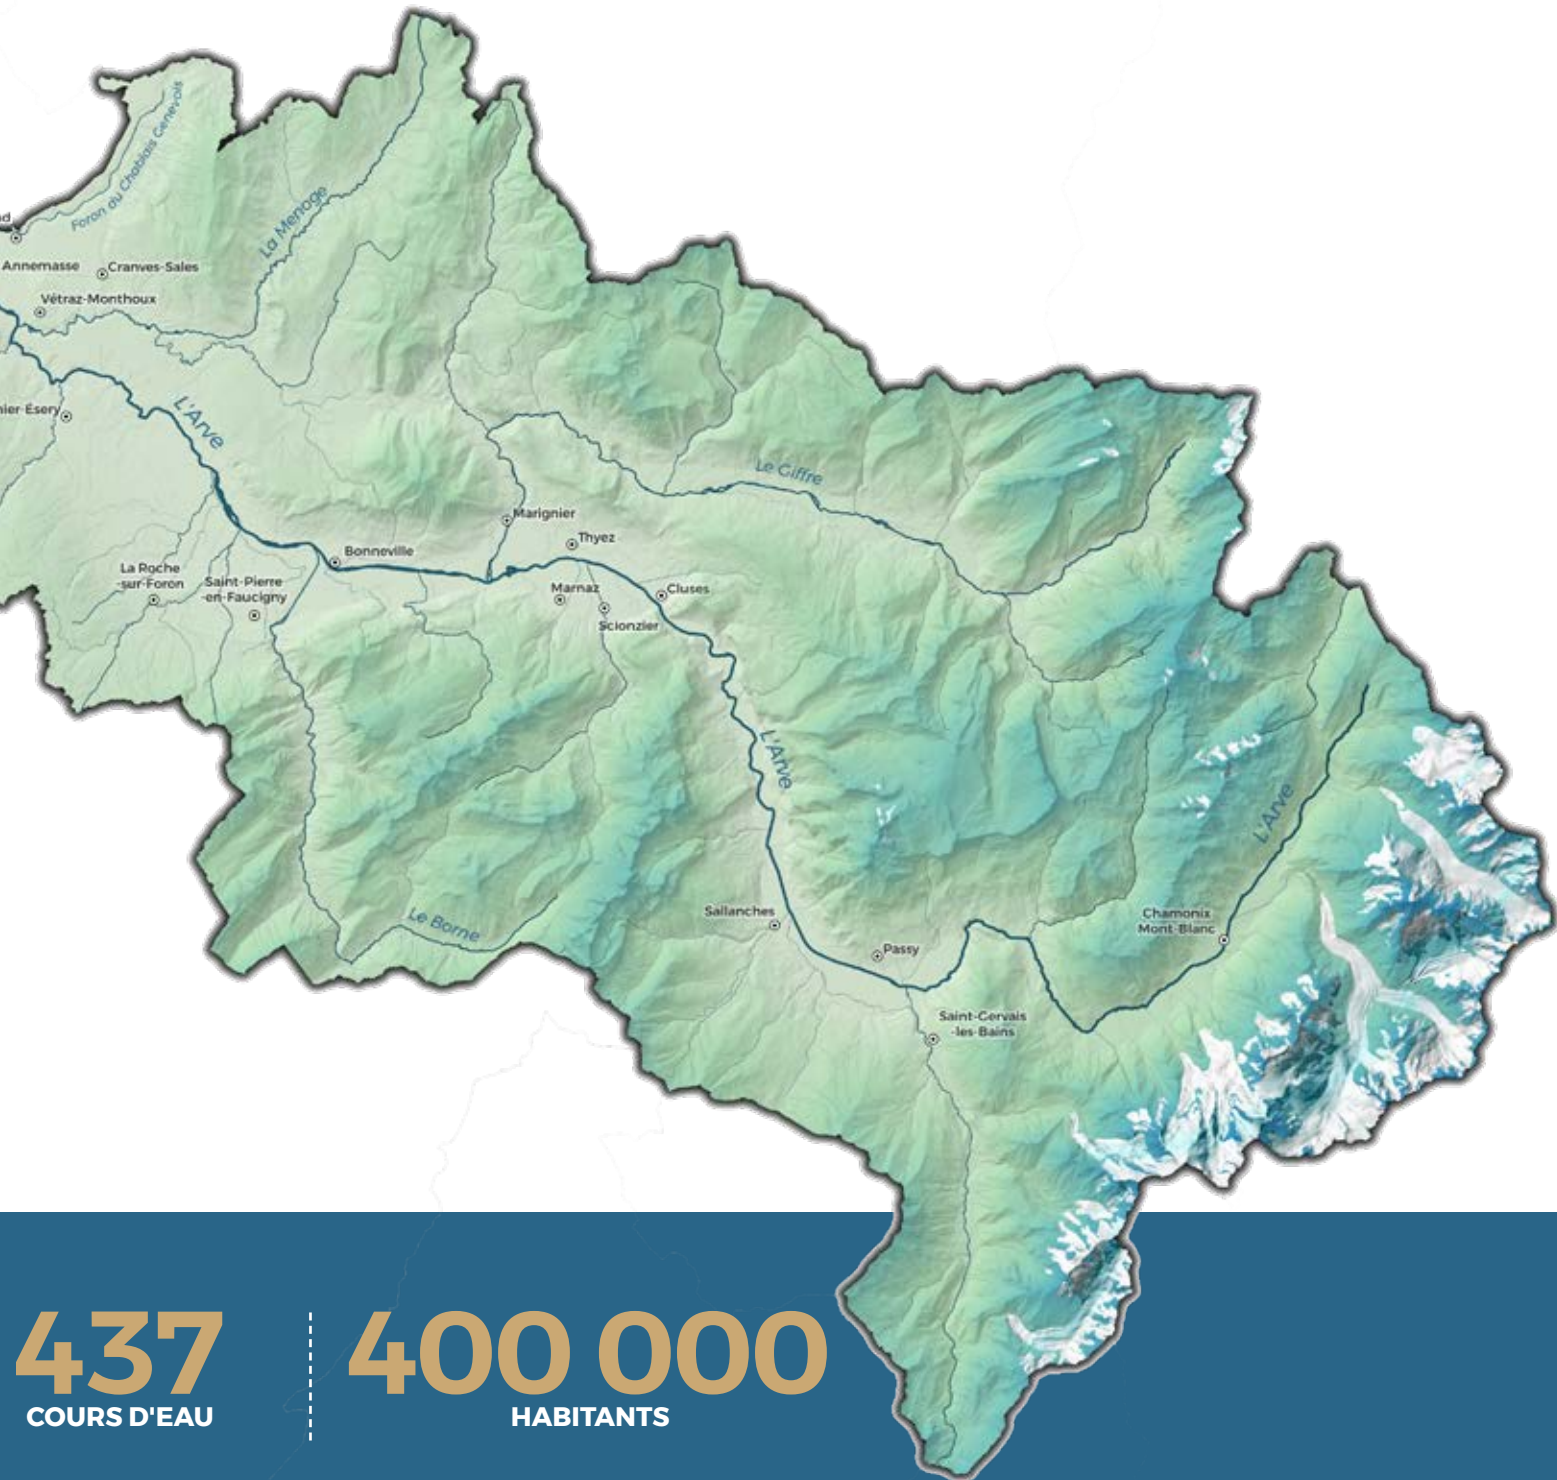 Foron du Chablais Genevois
La Menoge
Annemasse
Cranves-Sales
Vétraz-Monthoux
L'Arve
Le Giffre
Marignier
Thyez
Bonneville
La Roche
-sur-Foron
Saint-Pierre
-en-Faucigny
Marnaz
Cluses
Scionzier
L'Arve
L'Arve
Le Borne
Sallanches
Passy
Chamonix
Mont-Blanc
Saint-Gervais
-les-Bains
437
COURS D'EAU
400 000
HABITANTS